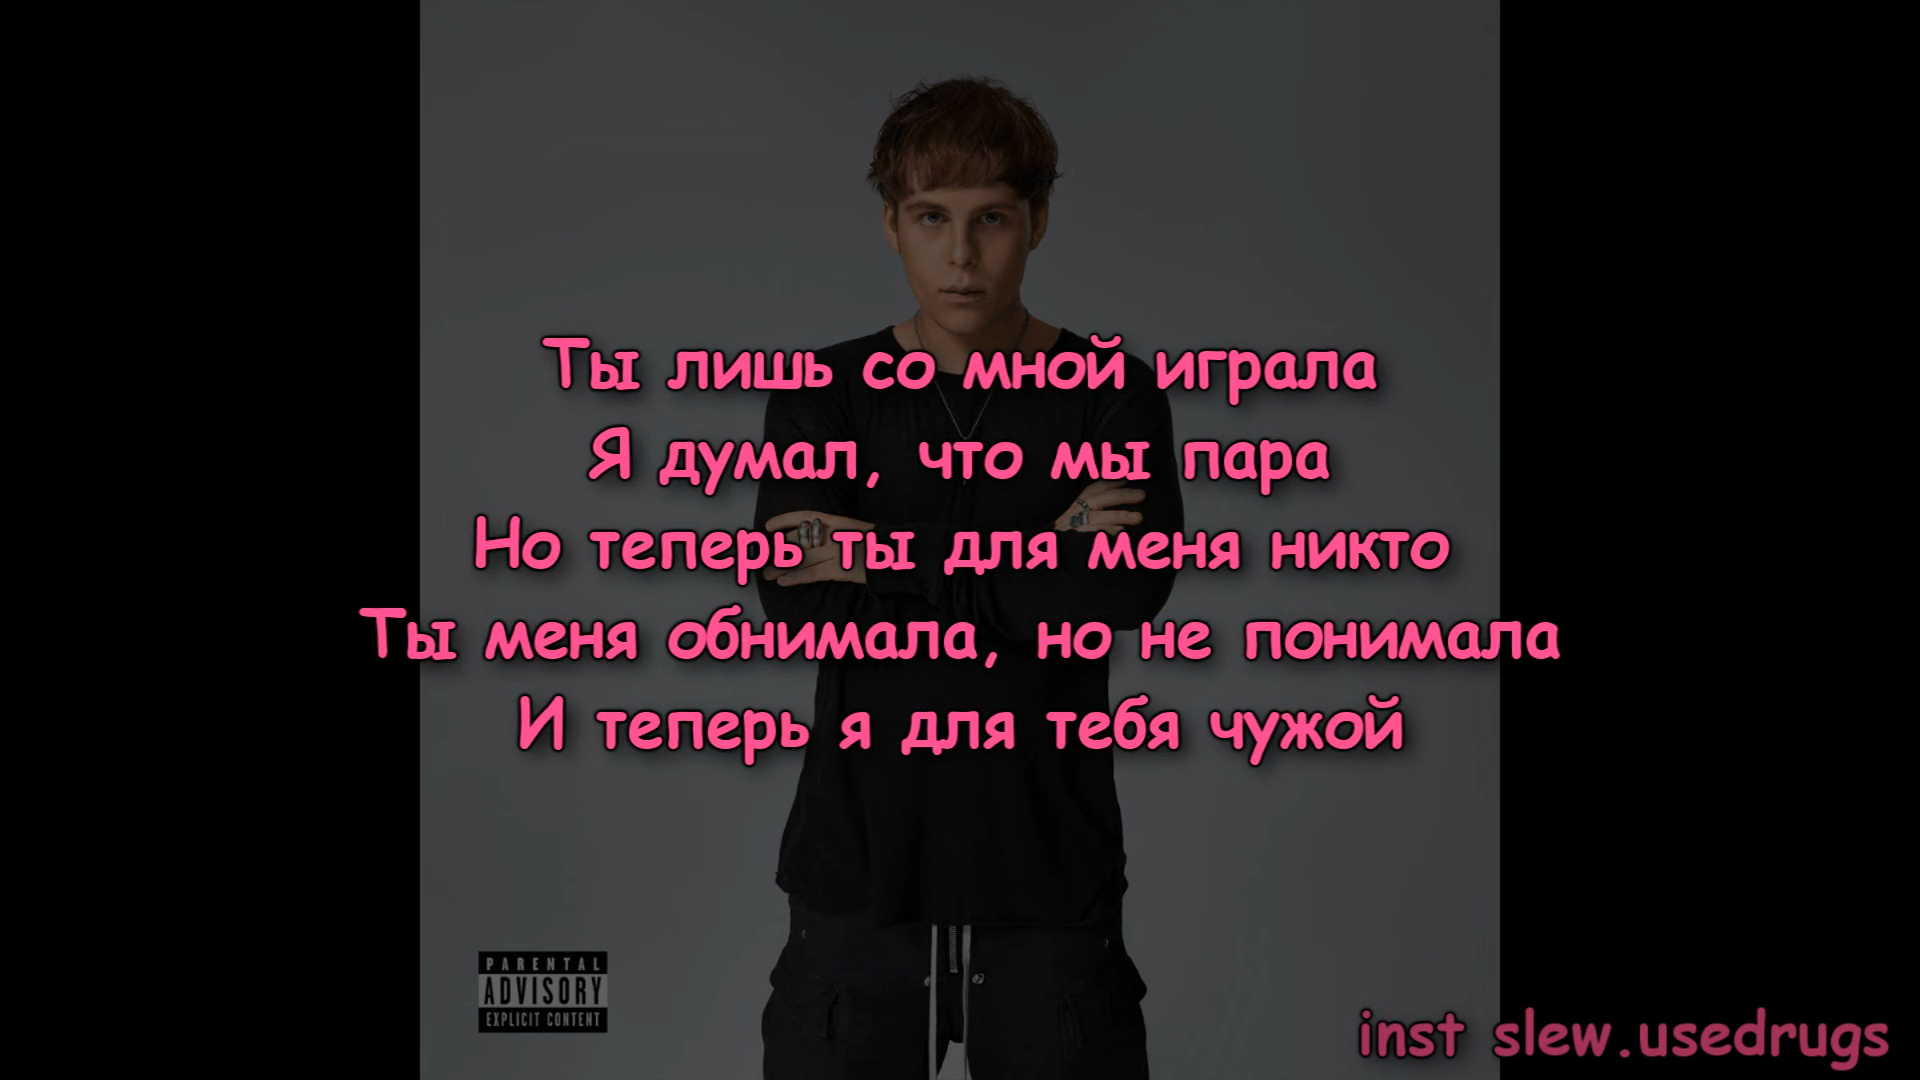 Ты лишь со мной играла
Я думал, что мы пара
Но теперь ты для меня никто
Ты меня обнимала, но не понимала
И теперь я для тебя чужой
PARENTAL
ADVISORY
EXPLICIT CONTENT
inst slew.usedrugs